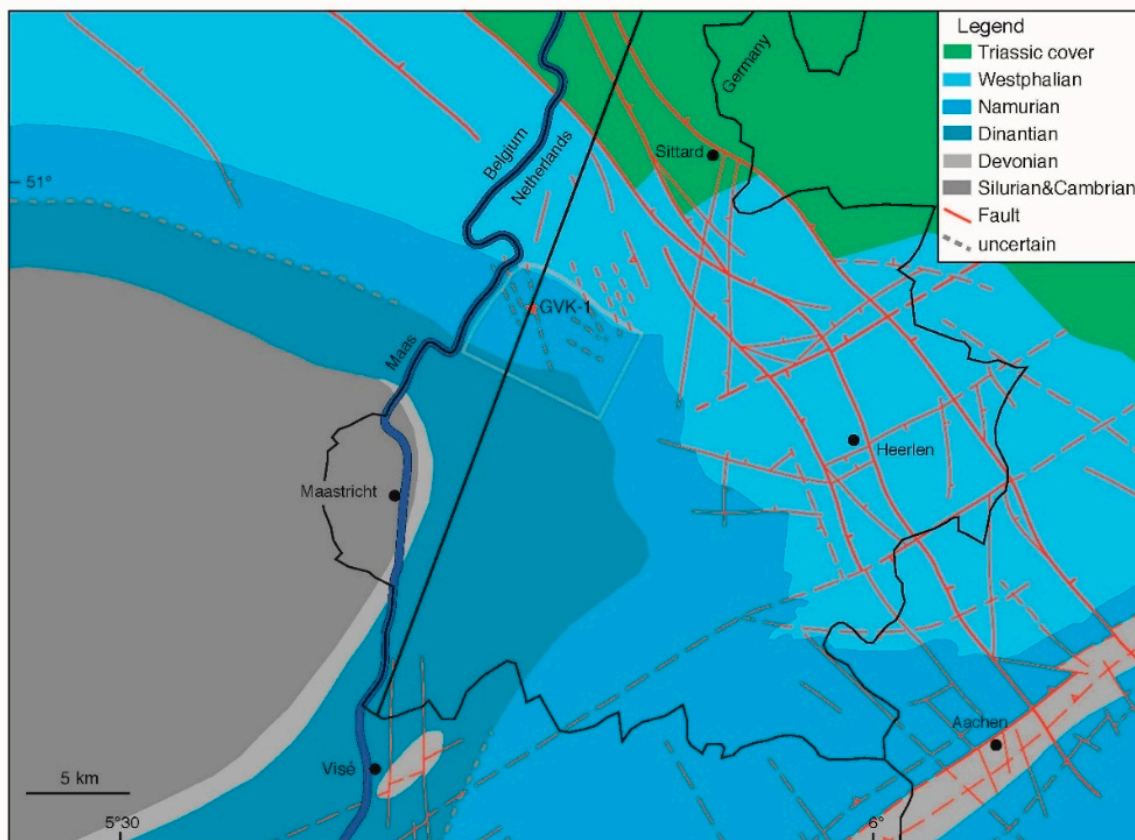 Legend
Triassic cover
Westphalian
Namurian
Dinantian
Devonian
Silurian&Cambrian
Fault
uncertain
Germany
Belgium
Netherlands
Sittard
51°
GVK-1
Maas
Heerlen
Maastricht
Aachen
Visé
5 km
5°30
6°